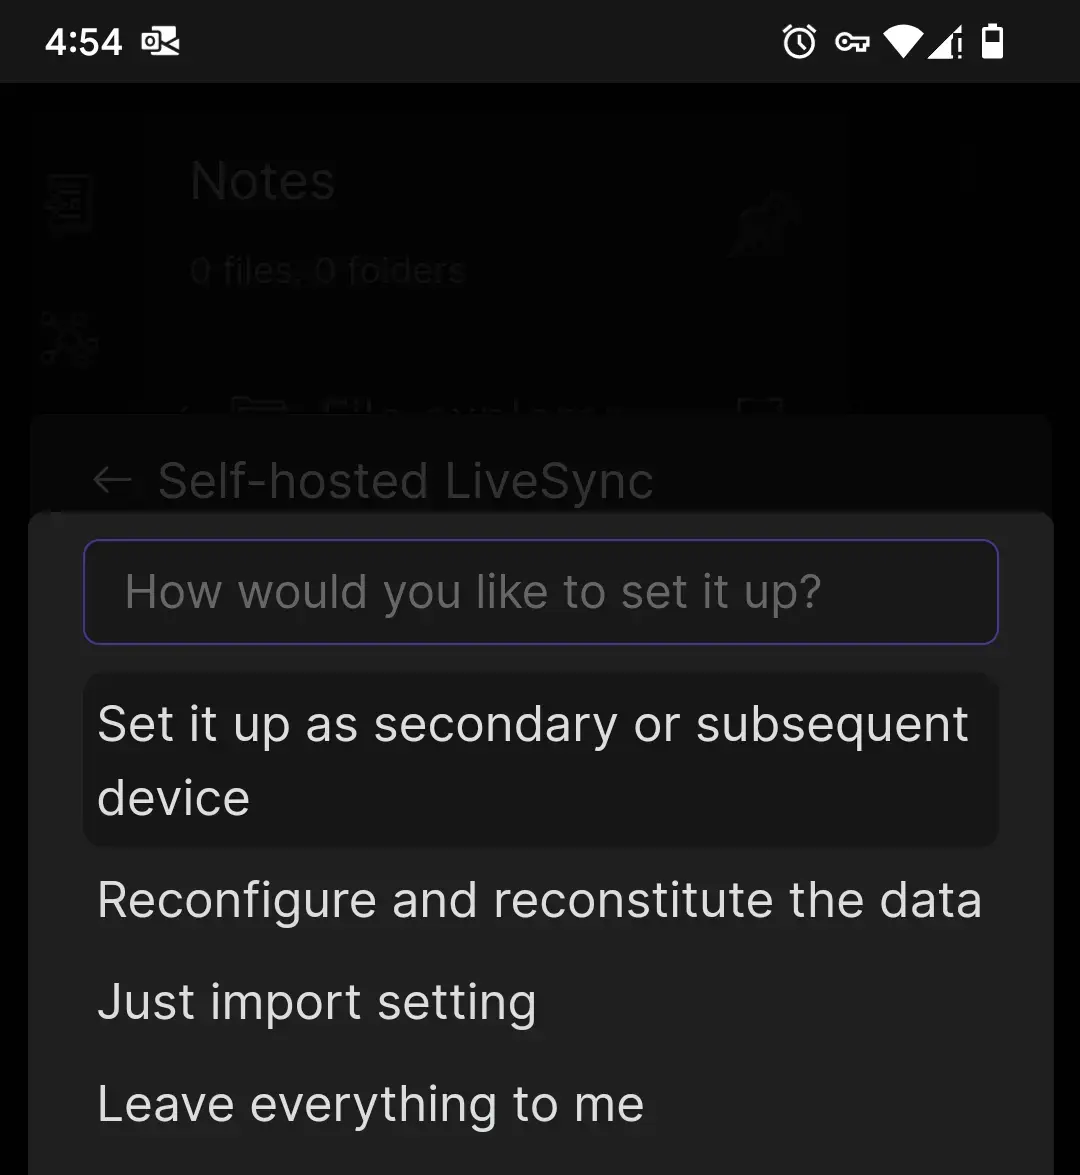 4:54
Notes
0 files, 0 folders
File explorer
Self-hosted LiveSync
How would you like to set it up?
Set it up as secondary or subsequent
device
Reconfigure and reconstitute the data
Just import setting
Leave everything to me